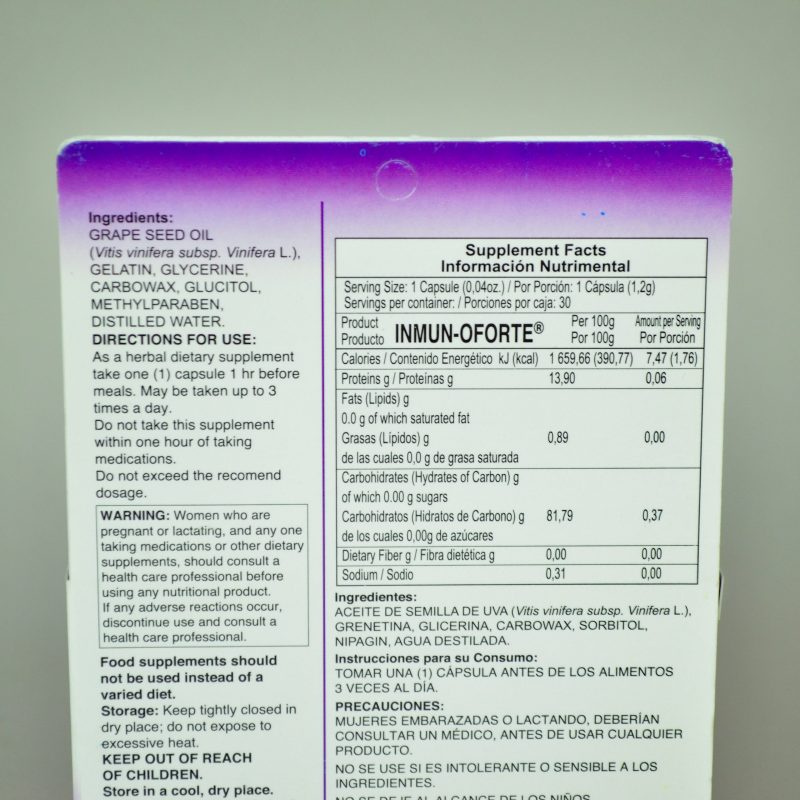 Ingredients:
GRAPE SEED OIL
(Vitis vinifera subsp. Vinifera L.),
GELATIN, GLYCERINE,
CARBOWAX, GLUCITOL,
METHYLPARABEN,
DISTILLED WATER.
DIRECTIONS FOR USE:
As a herbal dietary supplement
take one (1) capsule 1 hr before
meals. May be taken up to 3
times a day.
Do not take this supplement
within one hour of taking
medications.
Do not exceed the recomend
dosage.
WARNING: Women who are
pregnant or lactating, and any one
taking medications or other dietary
supplements, should consult a
health care professional before
using any nutritional product.
If any adverse reactions occur,
discontinue use and consult a
health care professional.
Food supplements should
not be used instead of a
varied diet.
Storage: Keep tightly closed in
dry place; do not expose to
excessive heat.
KEEP OUT OF REACH
OF CHILDREN.
Store in a cool, dry place.
Supplement Facts
Información Nutrimental
Serving Size: 1 Capsule (0,04oz.) / Por Porción: 1 Cápsula (1,2g)
Servings per container: / Porciones por caja: 30
Product Per 100g Amount per Serving
Producto INMUN-OFORTE® Por 100g Por Porción
Calories / Contenido Energético kJ (kcal) 1 659,66 (390,77) 7,47 (1,76)
Proteins g / Proteínas g 13,90 0,06
Fats (Lipids) g
0.0 g of which saturated fat
Grasas (Lípidos) g 0,89 0,00
de las cuales 0,0 g de grasa saturada
Carbohidrates (Hydrates of Carbon) g
of which 0.00 g sugars
Carbohidratos (Hidratos de Carbono) g 81,79 0,37
de los cuales 0,00g de azúcares
Dietary Fiber g / Fibra dietética g 0,00 0,00
Sodium / Sodio 0,31 0,00
Ingredientes:
ACEITE DE SEMILLA DE UVA (Vitis vinifera subsp. Vinifera L.),
GRENETINA, GLICERINA, CARBOWAX, SORBITOL,
NIPAGIN, AGUA DESTILADA.
Instrucciones para su Consumo:
TOMAR UNA (1) CÁPSULA ANTES DE LOS ALIMENTOS
3 VECES AL DÍA.
PRECAUCIONES:
MUJERES EMBARAZADAS O LACTANDO, DEBERÍAN
CONSULTAR UN MÉDICO, ANTES DE USAR CUALQUIER
PRODUCTO.
NO SE USE SI ES INTOLERANTE O SENSIBLE A LOS
INGREDIENTES.
NO SE DEJE AL ALCANCE DE LOS NIÑOS